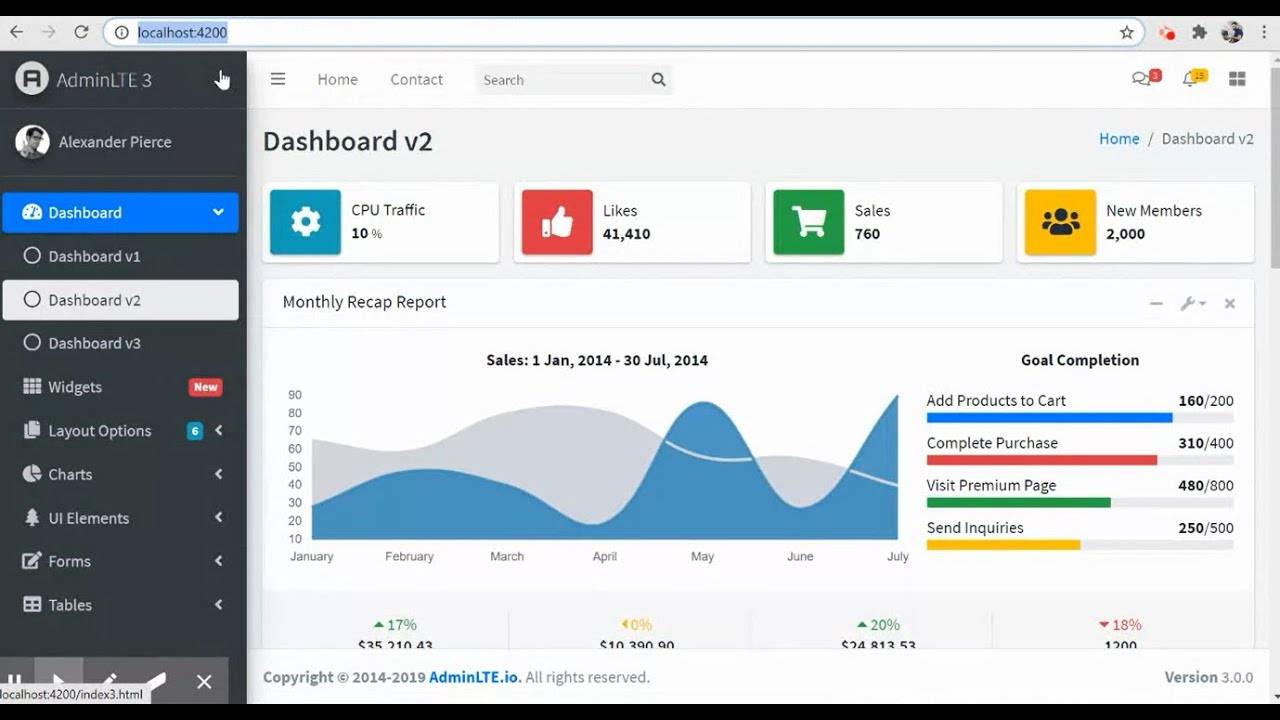 localhost:4200
AdminLTE 3
Home
Contact
Search
3
15
Alexander Pierce
Dashboard v2
Home / Dashboard v2
Dashboard
Dashboard v1
Dashboard v2
Dashboard v3
Widgets New
Layout Options 6
Charts
UI Elements
Forms
Tables
CPU Traffic
10 %
Likes
41,410
Sales
760
New Members
2,000
Monthly Recap Report
Sales: 1 Jan, 2014 - 30 Jul, 2014
90
80
70
60
50
40
30
20
10
January February March April May June July
Goal Completion
Add Products to Cart 160/200
Complete Purchase 310/400
Visit Premium Page 480/800
Send Inquiries 250/500
17%
$35,210.43
0%
$10,390.90
20%
$24,813.53
18%
1200
Copyright © 2014-2019 AdminLTE.io. All rights reserved.
Version 3.0.0
localhost:4200/index3.html